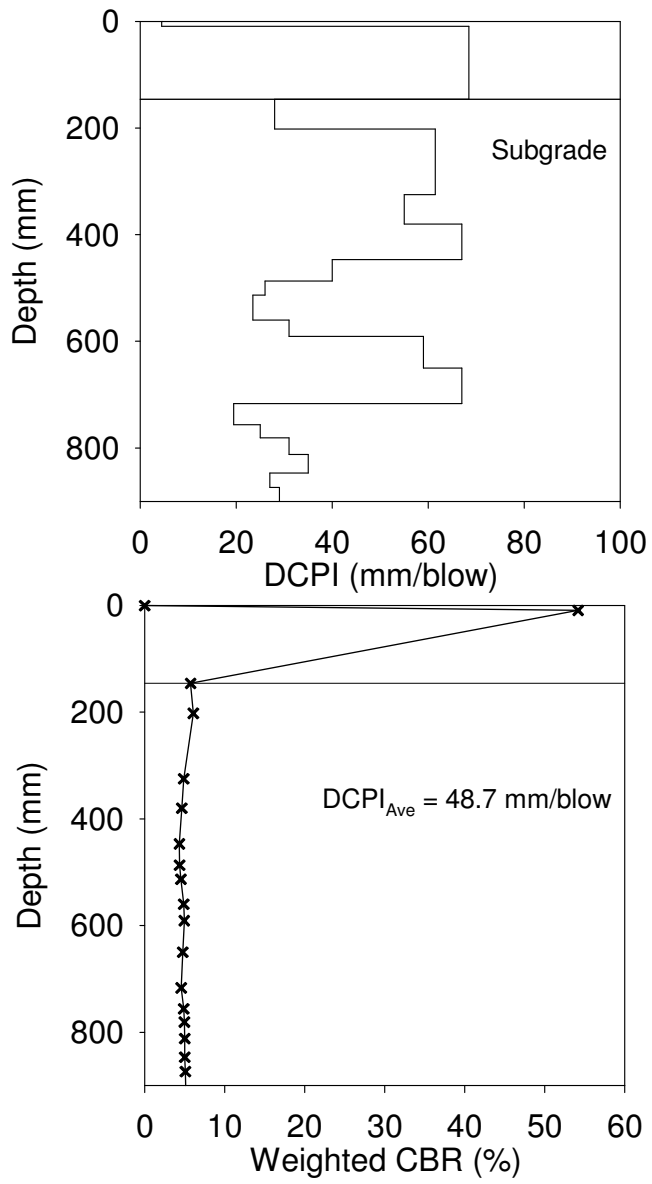 0
200
400
600
800
Depth (mm)
Subgrade
0 20 40 60 80 100
DCPI (mm/blow)
0
200
400
600
800
Depth (mm)
DCPIAve = 48.7 mm/blow
0 10 20 30 40 50 60
Weighted CBR (%)